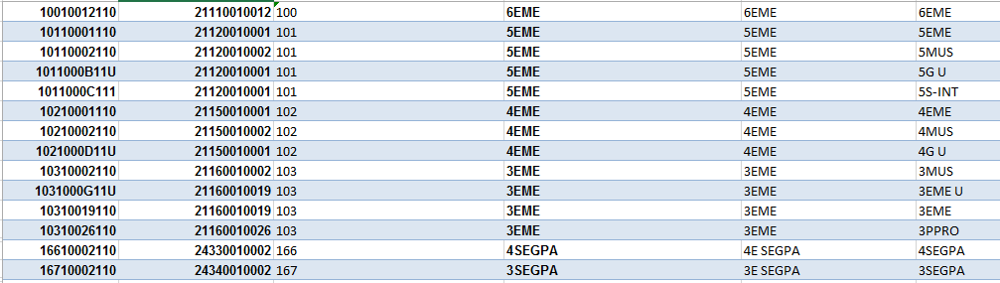 10010012110 21110010012 100 6EME 6EME 6EME
10110001110 21120010001 101 5EME 5EME 5EME
10110002110 21120010002 101 5EME 5EME 5MUS
1011000B11U 21120010001 101 5EME 5EME 5G U
1011000C111 21120010001 101 5EME 5EME 5S-INT
10210001110 21150010001 102 4EME 4EME 4EME
10210002110 21150010002 102 4EME 4EME 4MUS
1021000D11U 21150010001 102 4EME 4EME 4G U
10310002110 21160010002 103 3EME 3EME 3MUS
1031000G11U 21160010019 103 3EME 3EME 3EME U
10310019110 21160010019 103 3EME 3EME 3EME
10310026110 21160010026 103 3EME 3EME 3PPRO
16610002110 24330010002 166 4SEGPA 4E SEGPA 4SEGPA
16710002110 24340010002 167 3SEGPA 3E SEGPA 3SEGPA